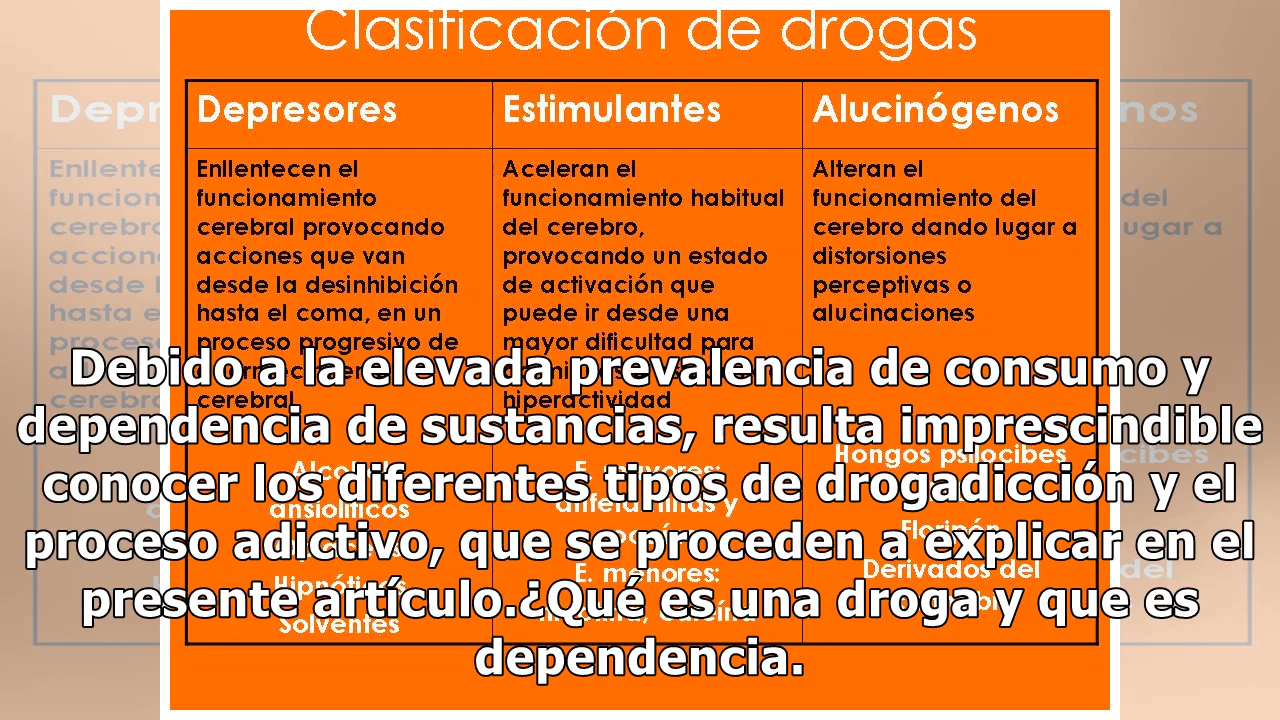 Clasificación de drogas
Depresores
Enllentecen el
funcionamiento
cerebral provocando
acciones que van
desde la desinhibición
hasta el coma, en un
proceso progresivo de
cerebral
Alcohol
ansiolíticos
Hipnóticos
Solventes
Estimulantes
Aceleran el
funcionamiento habitual
del cerebro,
provocando un estado
de activación que
puede ir desde una
mayor dificultad para
hiperactividad
E. mayores:
anfetaminas y
E. menores:
nicotina, cafeína
Alucinógenos
Alteran el
funcionamiento del
cerebro dando lugar a
distorsiones
perceptivas o
alucinaciones
Hongos psilocibes
Floripón
Derivados del
Debido a la elevada prevalencia de consumo y
dependencia de sustancias, resulta imprescindible
conocer los diferentes tipos de drogadicción y el
proceso adictivo, que se proceden a explicar en el
presente artículo.¿Qué es una droga y que es
dependencia.